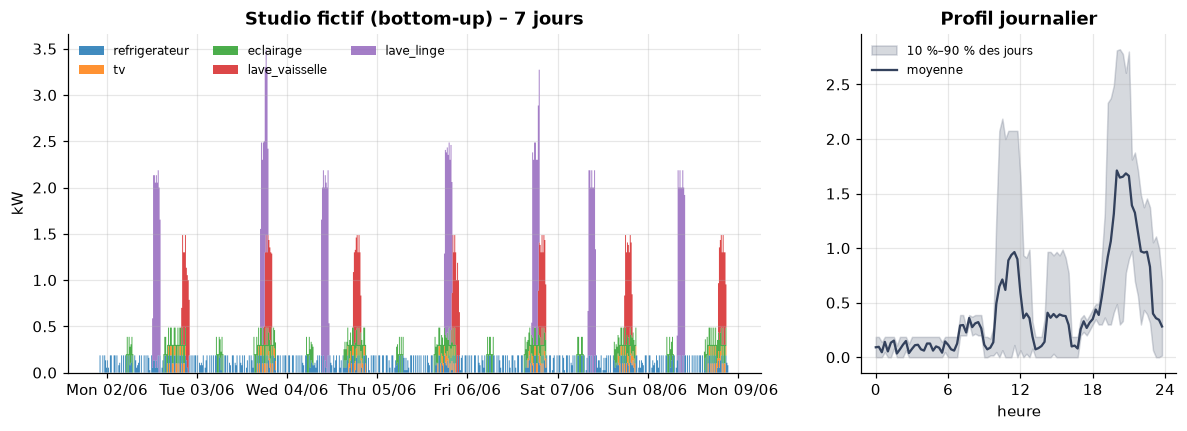 Studio fictif (bottom-up) – 7 jours
refrigerateur
tv
eclairage
lave_vaisselle
lave_linge
kW
3.5
3.0
2.5
2.0
1.5
1.0
0.5
0.0
Mon 02/06 Tue 03/06 Wed 04/06 Thu 05/06 Fri 06/06 Sat 07/06 Sun 08/06 Mon 09/06
Profil journalier
10 %–90 % des jours
moyenne
2.5
2.0
1.5
1.0
0.5
0.0
0 6 12 18 24
heure